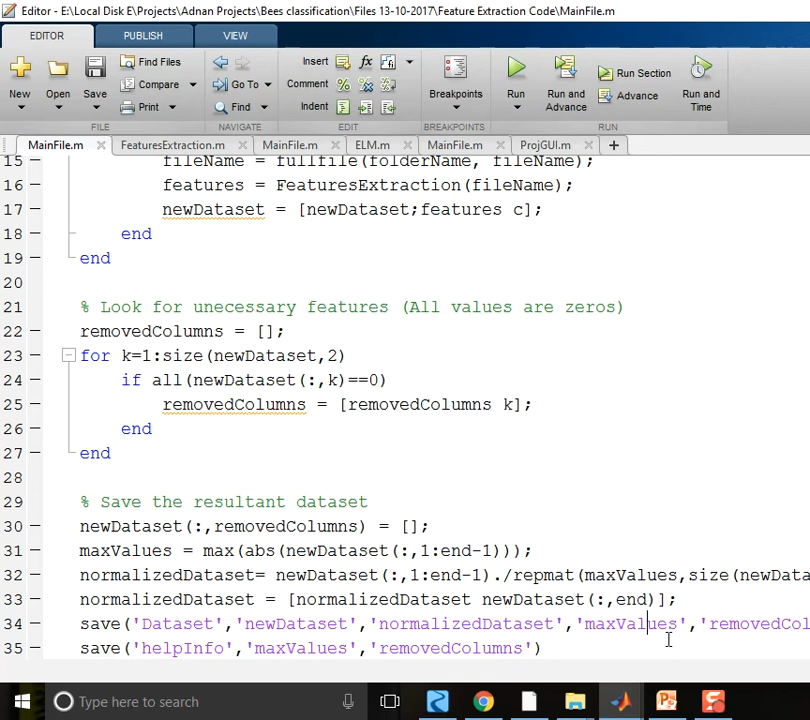 Editor - E:\Local Disk E\Projects\Adnan Projects\Bees classification\Files 13-10-2017\Feature Extraction Code\MainFile.m
EDITOR PUBLISH VIEW
New Open Save Find Files Compare Print
Go To Find
Insert fx
Comment % %
Indent
Breakpoints
Run Run and Advance Run Section Advance Run and Time
FILE NAVIGATE EDIT BREAKPOINTS RUN
MainFile.m FeaturesExtraction.m MainFile.m ELM.m MainFile.m ProjGUI.m
15 fileName = fullfile(folderName, fileName);
16 features = FeaturesExtraction(fileName);
17 newDataset = [newDataset;features c];
18 end
19 end
20
21 % Look for unecessary features (All values are zeros)
22 removedColumns = [];
23 for k=1:size(newDataset,2)
24 if all(newDataset(:,k)==0)
25 removedColumns = [removedColumns k];
26 end
27 end
28
29 % Save the resultant dataset
30 newDataset(:,removedColumns) = [];
31 maxValues = max(abs(newDataset(:,1:end-1)));
32 normalizedDataset= newDataset(:,1:end-1)./repmat(maxValues,size(newData
33 normalizedDataset = [normalizedDataset newDataset(:,end)];
34 save('Dataset','newDataset','normalizedDataset','maxValues','removedCol
35 save('helpInfo','maxValues','removedColumns')
Type here to search